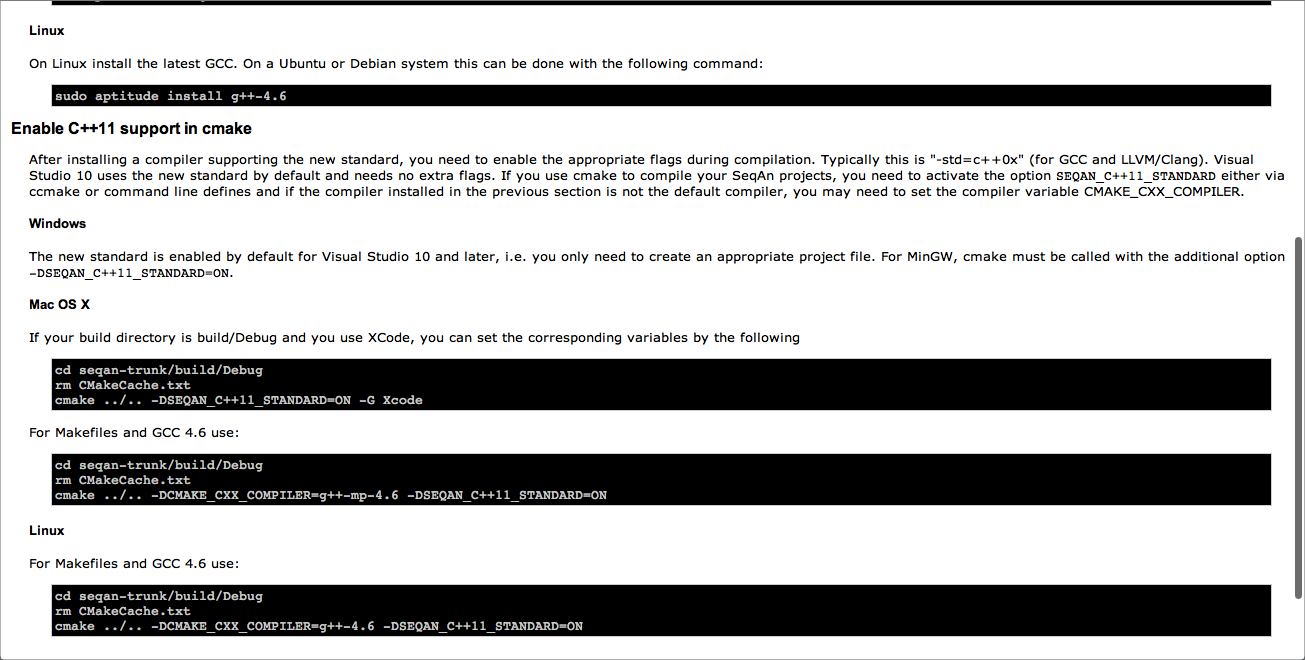 Linux
On Linux install the latest GCC. On a Ubuntu or Debian system this can be done with the following command:
sudo aptitude install g++-4.6
Enable C++11 support in cmake
After installing a compiler supporting the new standard, you need to enable the appropriate flags during compilation. Typically this is "-std=c++0x" (for GCC and LLVM/Clang). Visual
Studio 10 uses the new standard by default and needs no extra flags. If you use cmake to compile your SeqAn projects, you need to activate the option SEQAN_C++11_STANDARD either via
ccmake or command line defines and if the compiler installed in the previous section is not the default compiler, you may need to set the compiler variable CMAKE_CXX_COMPILER.
Windows
The new standard is enabled by default for Visual Studio 10 and later, i.e. you only need to create an appropriate project file. For MinGW, cmake must be called with the additional option
-DSEQAN_C++11_STANDARD=ON.
Mac OS X
If your build directory is build/Debug and you use XCode, you can set the corresponding variables by the following
cd seqan-trunk/build/Debug
rm CMakeCache.txt
cmake ../.. -DSEQAN_C++11_STANDARD=ON -G Xcode
For Makefiles and GCC 4.6 use:
cd seqan-trunk/build/Debug
rm CMakeCache.txt
cmake ../.. -DCMAKE_CXX_COMPILER=g++-mp-4.6 -DSEQAN_C++11_STANDARD=ON
Linux
For Makefiles and GCC 4.6 use:
cd seqan-trunk/build/Debug
rm CMakeCache.txt
cmake ../.. -DCMAKE_CXX_COMPILER=g++-4.6 -DSEQAN_C++11_STANDARD=ON